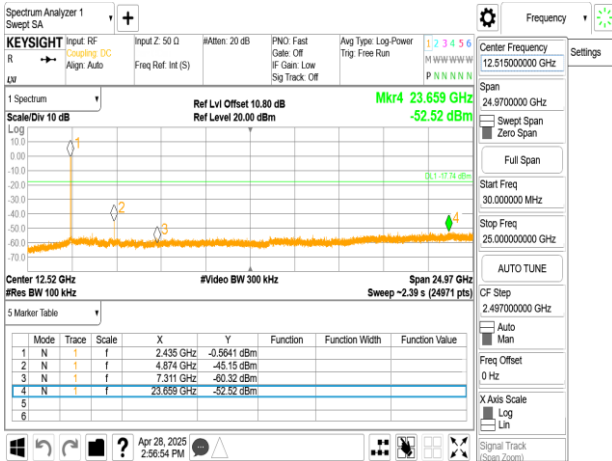 Spectrum Analyzer 1
Swept SA
+
Frequency
Settings
KEYSIGHT
R
LXI
Input: RF
Coupling: DC
Align: Auto
Input Z: 50 Ω
Freq Ref: Int (S)
#Atten: 20 dB
PNO: Fast
Gate: Off
IF Gain: Low
Sig Track: Off
Avg Type: Log-Power
Trig: Free Run
1 2 3 4 5 6
M W W W W W
P N N N N N
1 Spectrum
Scale/Div 10 dB
Ref Lvl Offset 10.80 dB
Ref Level 20.00 dBm
Mkr4 23.659 GHz
-52.52 dBm
Log
10.0
0.00
-10.0
-20.0
-30.0
-40.0
-50.0
-60.0
-70.0
1
2
3
4
DL1 -17.74 dBm
Center 12.52 GHz
#Res BW 100 kHz
#Video BW 300 kHz
Span 24.97 GHz
Sweep ~2.39 s (24971 pts)
5 Marker Table
Mode Trace Scale X Y Function Function Width Function Value
1 N 1 f 2.435 GHz -0.5641 dBm
2 N 1 f 4.874 GHz -45.15 dBm
3 N 1 f 7.311 GHz -60.32 dBm
4 N 1 f 23.659 GHz -52.52 dBm
5
6
?
Apr 28, 2025
2:56:54 PM
Center Frequency
12.515000000 GHz
Span
24.9700000 GHz
Swept Span
Zero Span
Full Span
Start Freq
30.000000 MHz
Stop Freq
25.000000000 GHz
AUTO TUNE
CF Step
2.497000000 GHz
Auto
Man
Freq Offset
0 Hz
X Axis Scale
Log
Lin
Signal Track
(Span Zoom)